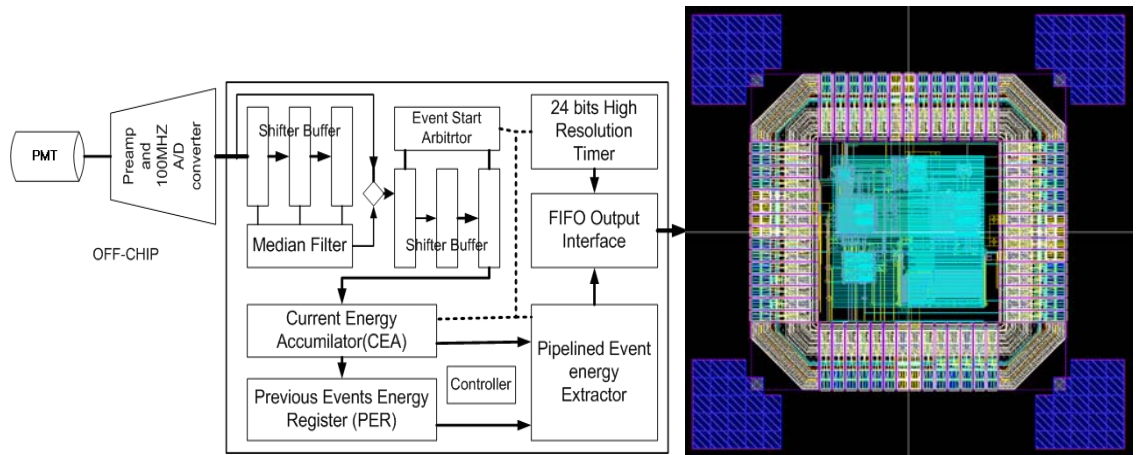 PMT
Preamp
and
100MHZ
A/D
converter
OFF-CHIP
Shifter Buffer
Median Filter
Event Start
Arbitrtor
Shifter Buffer
24 bits High
Resolution
Timer
FIFO Output
Interface
Current Energy
Accumilator(CEA)
Previous Events Energy
Register (PER)
Controller
Pipelined Event
energy
Extractor